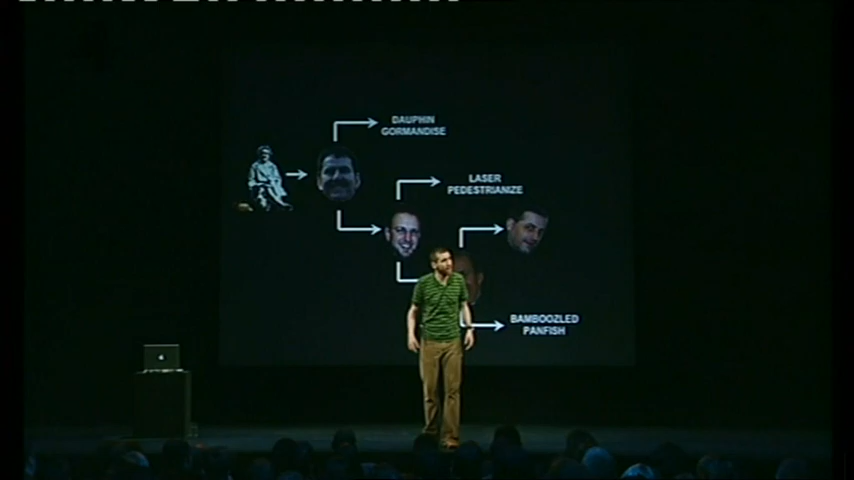 DAUPHIN
GORMANDISE
LASER
PEDESTRIANIZE
BAMBOOZLED
PANFISH